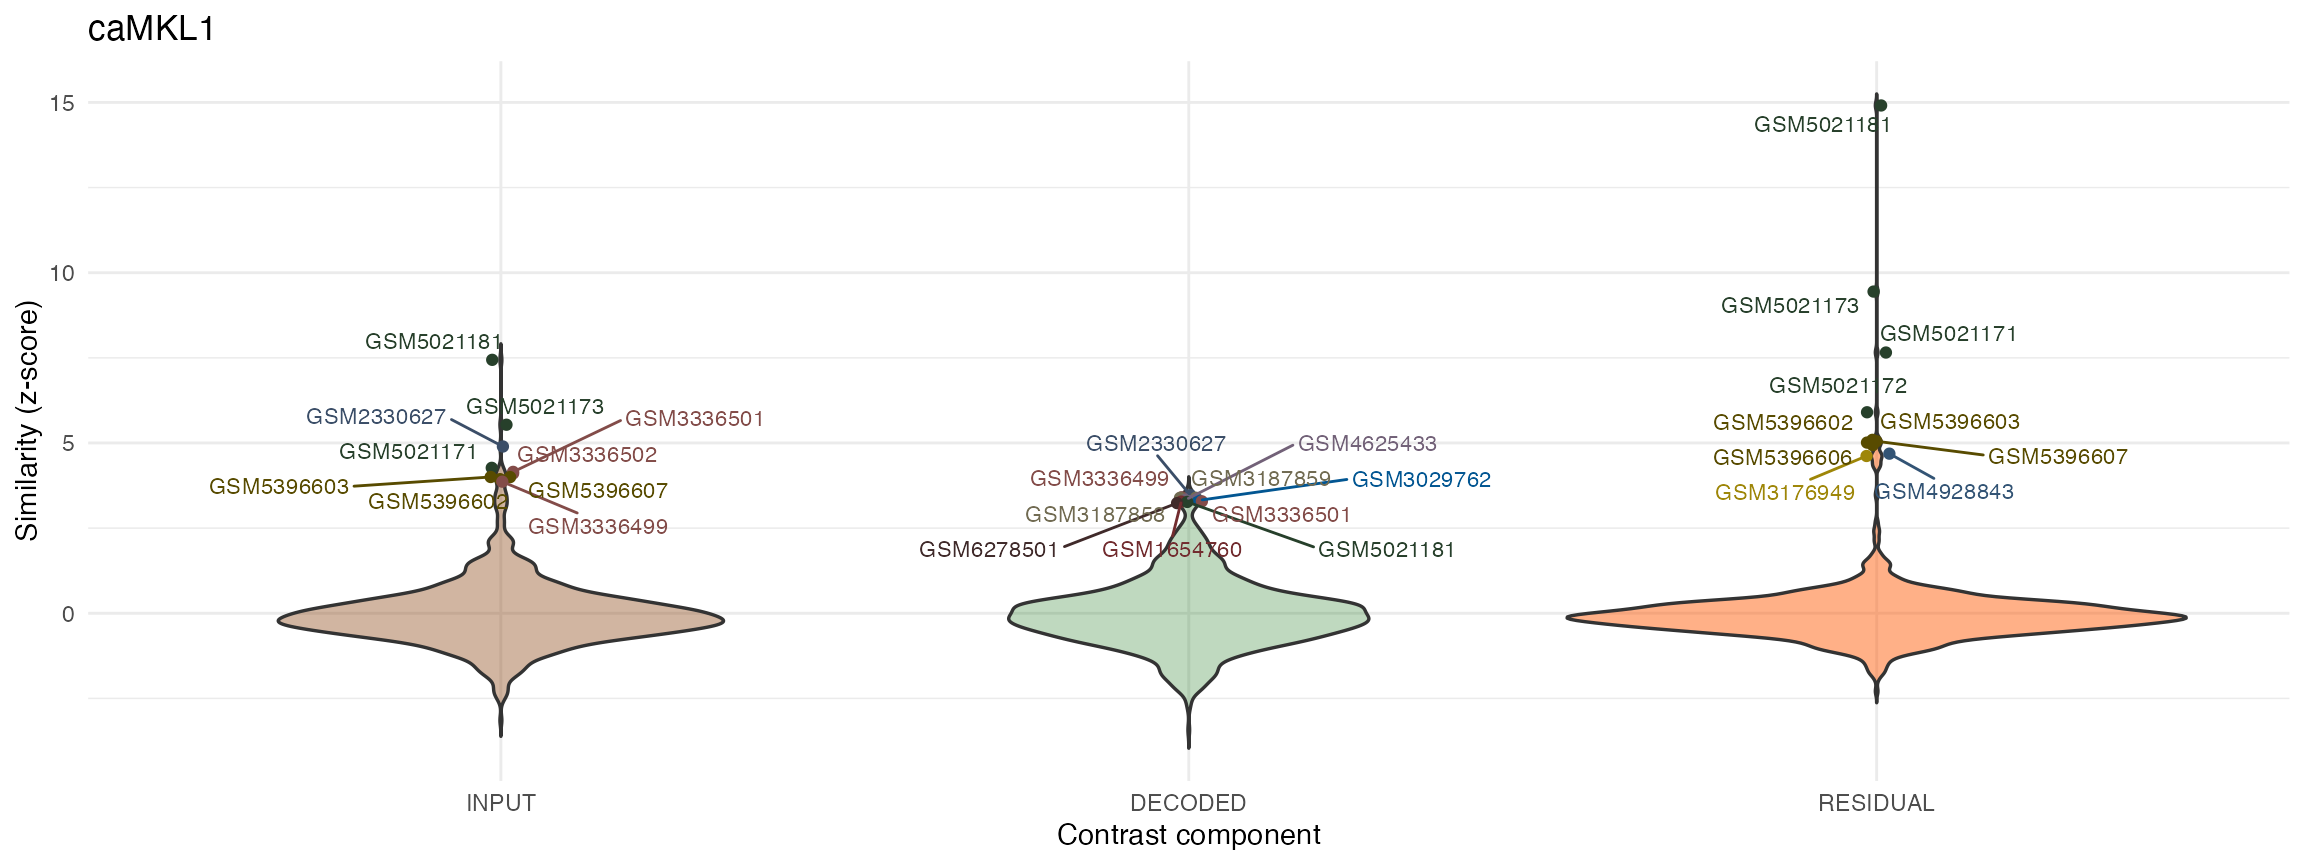 caMKL1
Similarity (z-score)
15
10
5
0
GSM5021181
GSM5021173
GSM2330627
GSM3336501
GSM5021171
GSM3336502
GSM5396603
GSM5396602
GSM5396607
GSM3336499
GSM2330627
GSM4625433
GSM3336499
GSM3187859
GSM3029762
GSM3187858
GSM3336501
GSM6278501
GSM1654760
GSM5021181
GSM5021181
GSM5021173
GSM5021171
GSM5021172
GSM5396602
GSM5396603
GSM5396606
GSM5396607
GSM3176949
GSM4928843
INPUT
DECODED
RESIDUAL
Contrast component